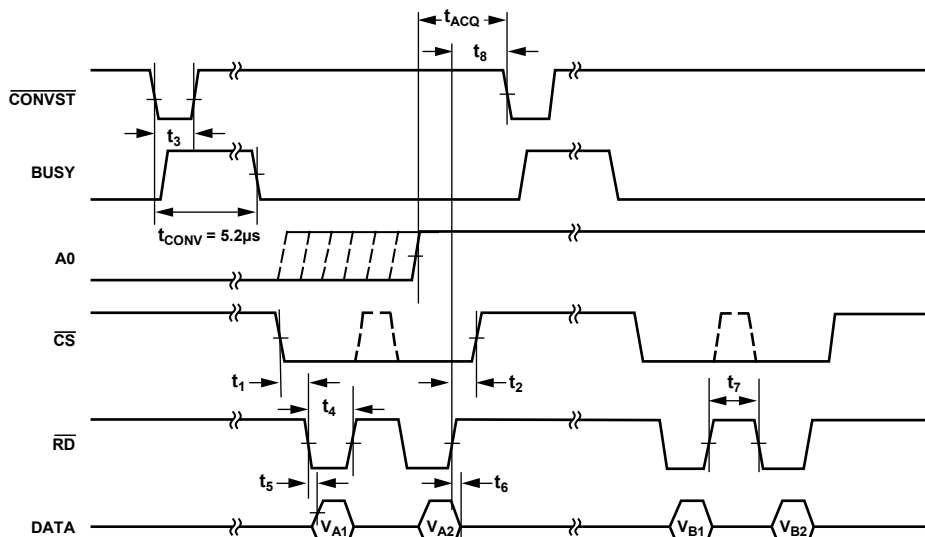 tACQ
t8
CONVST
t3
BUSY
tCONV = 5.2µs
A0
CS
t1
t2
t4
t7
RD
t5
t6
DATA
VA1
VA2
VB1
VB2